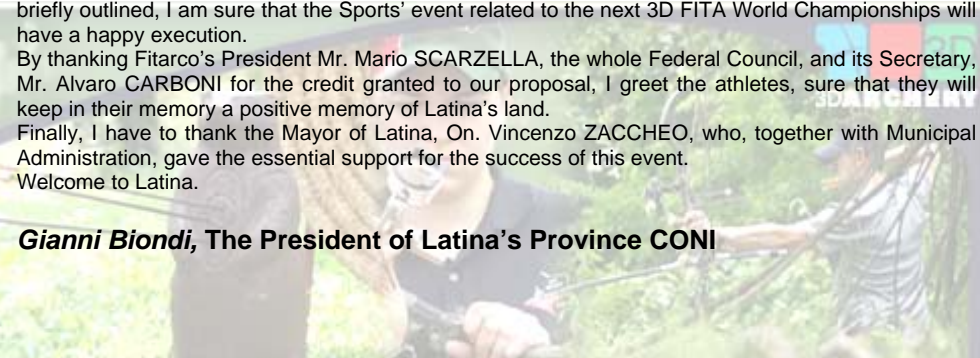 briefly outlined, I am sure that the Sports’ event related to the next 3D FITA World Championships will
have a happy execution.
By thanking Fitarco’s President Mr. Mario SCARZELLA, the whole Federal Council, and its Secretary,
Mr. Alvaro CARBONI for the credit granted to our proposal, I greet the athletes, sure that they will
keep in their memory a positive memory of Latina’s land.
Finally, I have to thank the Mayor of Latina, On. Vincenzo ZACCHEO, who, together with Municipal
Administration, gave the essential support for the success of this event.
Welcome to Latina.
Gianni Biondi, The President of Latina’s Province CONI
3D
3DARCHERY